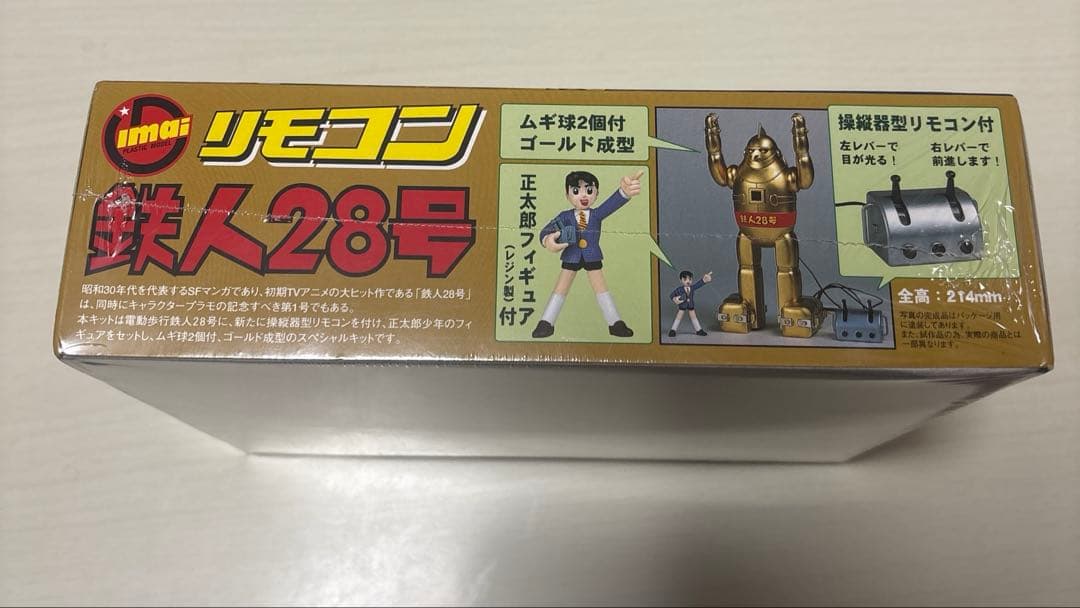 Imai
PLASTIC MODEL
リモコン
鉄人28号
昭和30年代を代表するSFマンガであり、初期TVアニメの大ヒット作である「鉄人28号」
は、同時にキャラクタープラモの記念すべき第1号でもある。
本キットは電動歩行鉄人28号に、新たに操縦器型リモコンを付け、正太郎少年のフィ
ギュアをセットし、ムギ球2個付、ゴールド成型のスペシャルキットです。
ムギ球2個付
ゴールド成型
正太郎フィギュア付
(レジン製)
鉄人28号
操縦器型リモコン付
左レバーで
目が光る!
右レバーで
前進します!
全高:214mm
写真の完成品はパッケージ用
に塗装してあります。
また、試作品の為、実際の商品とは
一部異なります。